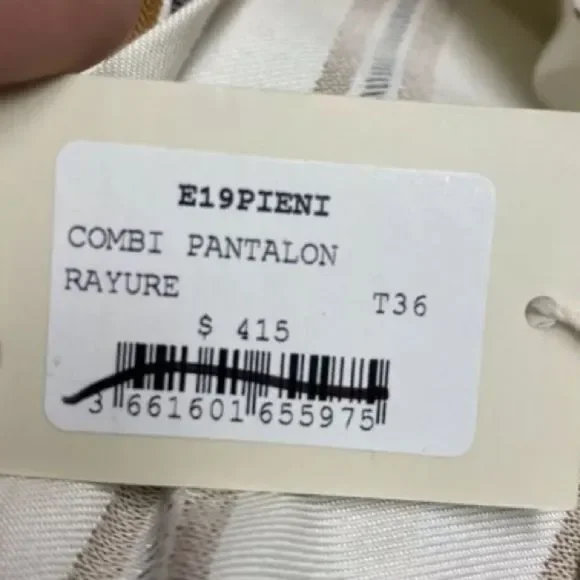 E19PIENI
COMBI PANTALON
RAYURE
T36
$ 415
3 661601 655975